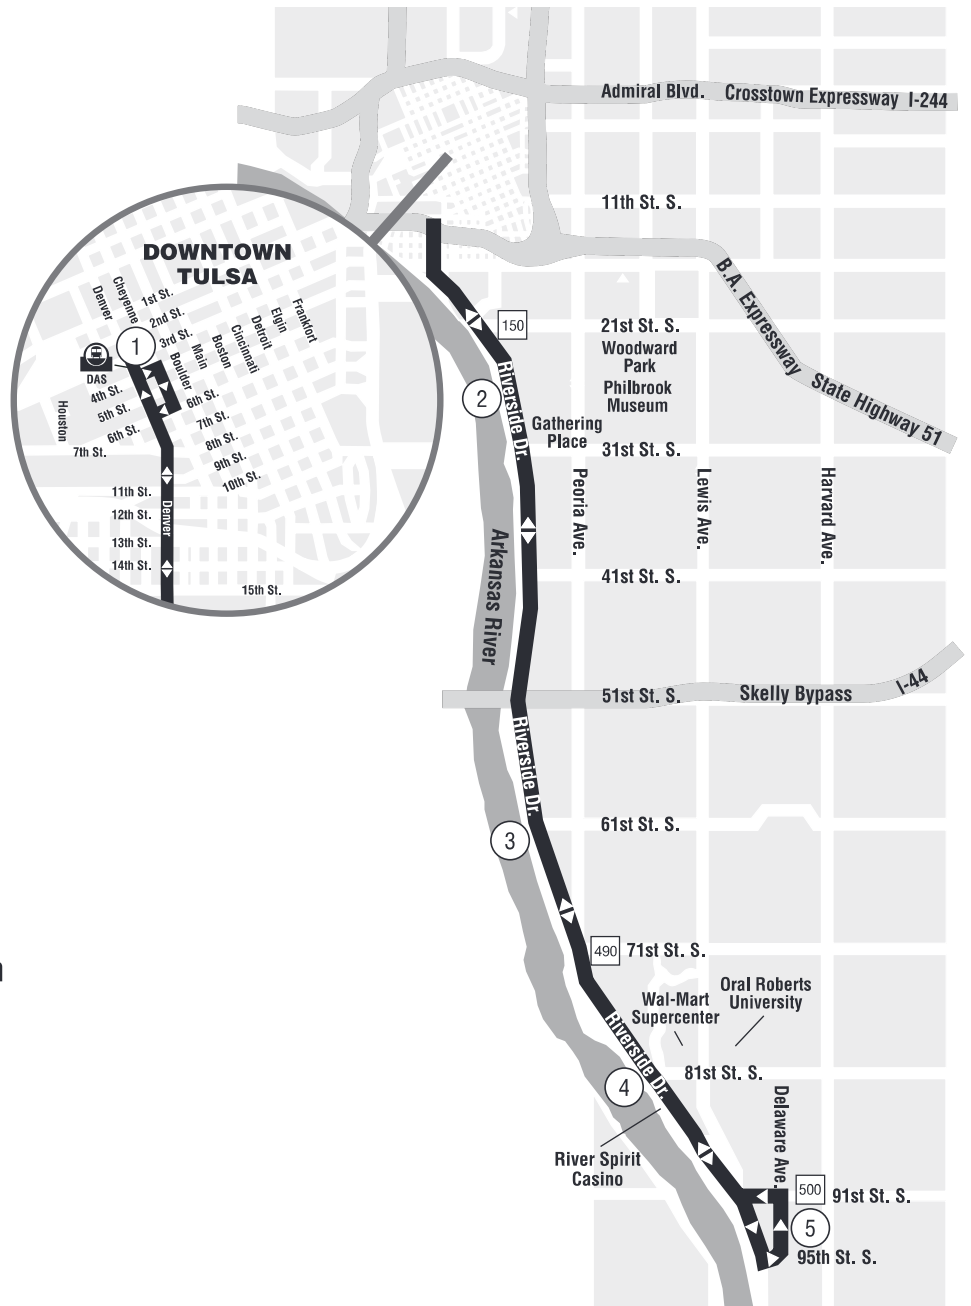 Admiral Blvd.
Crosstown Expressway I-244
11th St. S.
DOWNTOWN
TULSA
Denver
Cheyenne
1st St.
2nd St.
3rd St.
Boulder
Main
Boston
Cincinnati
Detroit
Elgin
Frankfort
1
DAS
4th St.
5th St.
6th St.
7th St.
Houston
6th St.
7th St.
8th St.
9th St.
10th St.
11th St.
12th St.
13th St.
14th St.
Denver
15th St.
B.A. Expressway
State Highway 51
150
21st St. S.
Woodward
Park
Philbrook
Museum
2
Riverside Dr.
Gathering
Place
31st St. S.
Peoria Ave.
Lewis Ave.
Harvard Ave.
Arkansas River
41st St. S.
51st St. S.
Skelly Bypass
I-44
Riverside Dr.
61st St. S.
3
490
71st St. S.
Wal-Mart
Supercenter
Oral Roberts
University
Riverside Dr.
81st St. S.
4
River Spirit
Casino
Delaware Ave.
500
91st St. S.
5
95th St. S.